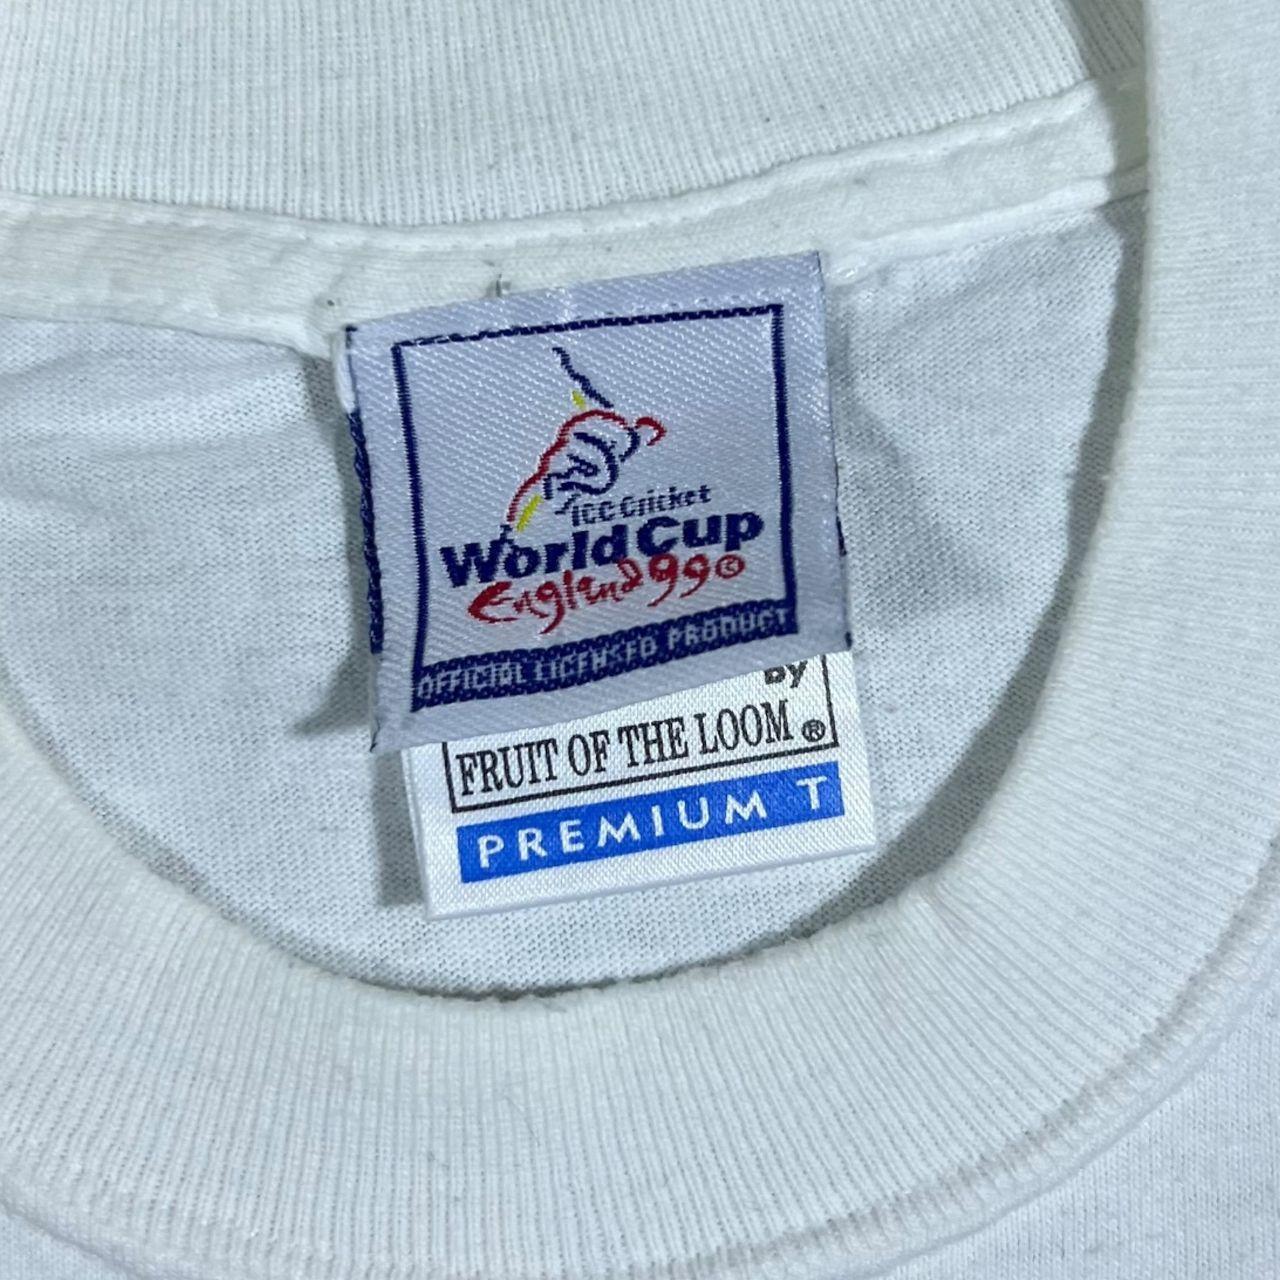 ICC Cricket
World Cup
England 99©
OFFICIAL LICENSED PRODUCT
by
FRUIT OF THE LOOM®
PREMIUM T